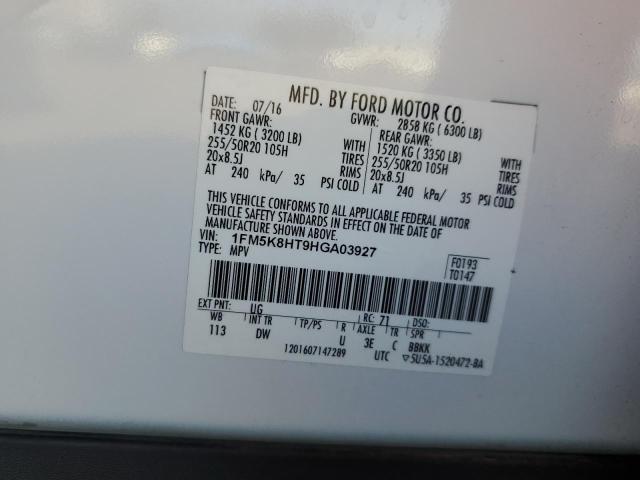 MFD. BY FORD MOTOR CO.
DATE: 07/16 GVWR: 2858 KG (6300 LB)
FRONT GAWR: REAR GAWR:
1452 KG (3200 LB) WITH 1520 KG (3350 LB) WITH
255/50R20 105H TIRES 255/50R20 105H TIRES
20x8.5J RIMS 20x8.5J RIMS
AT 240 kPa/ 35 PSI COLD AT 240 kPa/ 35 PSI COLD
THIS VEHICLE CONFORMS TO ALL APPLICABLE FEDERAL MOTOR
VEHICLE SAFETY STANDARDS IN EFFECT ON THE DATE OF
MANUFACTURE SHOWN ABOVE.
VIN: 1FM5K8HT9HGA03927
TYPE: MPV
F0193
T0147
EXT PNT: UG RC: 71 DSO:
WB INT TR TP/PS R AXLE TR SPR
113 DW U 3E C BBKK
1201607147289 UTC ▽5U5A-1520472-BA